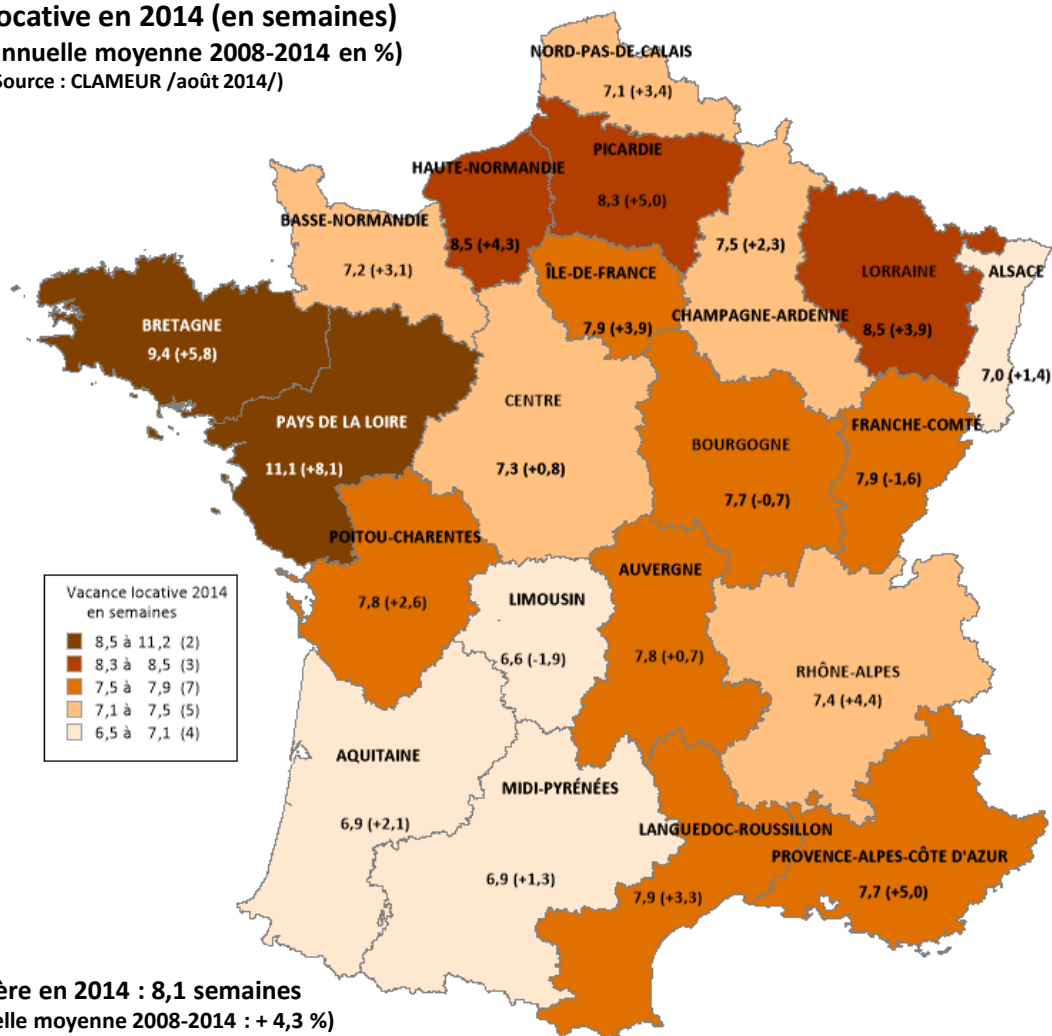 ocative en 2014 (en semaines)
nnuelle moyenne 2008-2014 en %)
Source : CLAMEUR /août 2014/)
NORD-PAS-DE-CALAIS
7,1 (+3,4)
PICARDIE
8,3 (+5,0)
HAUTE-NORMANDIE
8,5 (+4,3)
BASSE-NORMANDIE
7,2 (+3,1)
ÎLE-DE-FRANCE
7,9 (+3,9)
7,5 (+2,3)
CHAMPAGNE-ARDENNE
LORRAINE
8,5 (+3,9)
ALSACE
7,0 (+1,4)
BRETAGNE
9,4 (+5,8)
PAYS DE LA LOIRE
11,1 (+8,1)
CENTRE
7,3 (+0,8)
BOURGOGNE
7,7 (-0,7)
FRANCHE-COMTÉ
7,9 (-1,6)
POITOU-CHARENTES
7,8 (+2,6)
LIMOUSIN
6,6 (-1,9)
AUVERGNE
7,8 (+0,7)
RHÔNE-ALPES
7,4 (+4,4)
Vacance locative 2014
en semaines
8,5 à 11,2 (2)
8,3 à 8,5 (3)
7,5 à 7,9 (7)
7,1 à 7,5 (5)
6,5 à 7,1 (4)
AQUITAINE
6,9 (+2,1)
MIDI-PYRÉNÉES
6,9 (+1,3)
LANGUEDOC-ROUSSILLON
7,9 (+3,3)
PROVENCE-ALPES-CÔTE D'AZUR
7,7 (+5,0)
ère en 2014 : 8,1 semaines
elle moyenne 2008-2014 : + 4,3 %)